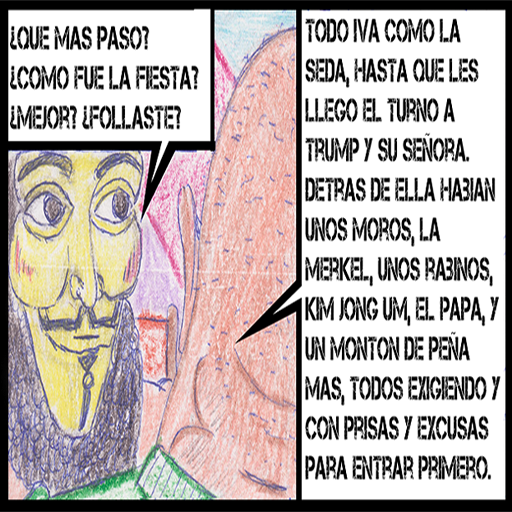 ¿QUE MAS PASO?
¿COMO FUE LA FIESTA?
¿MEJOR? ¿FOLLASTE?
TODO IVA COMO LA
SEDA, HASTA QUE LES
LLEGO EL TURNO A
TRUMP Y SU SEÑORA.
DETRAS DE ELLA HABIAN
UNOS MOROS, LA
MERKEL, UNOS RABINOS,
KIM JONG UM, EL PAPA, Y
UN MONTON DE PEÑA
MAS, TODOS EXIGIENDO Y
CON PRISAS Y EXCUSAS
PARA ENTRAR PRIMERO.